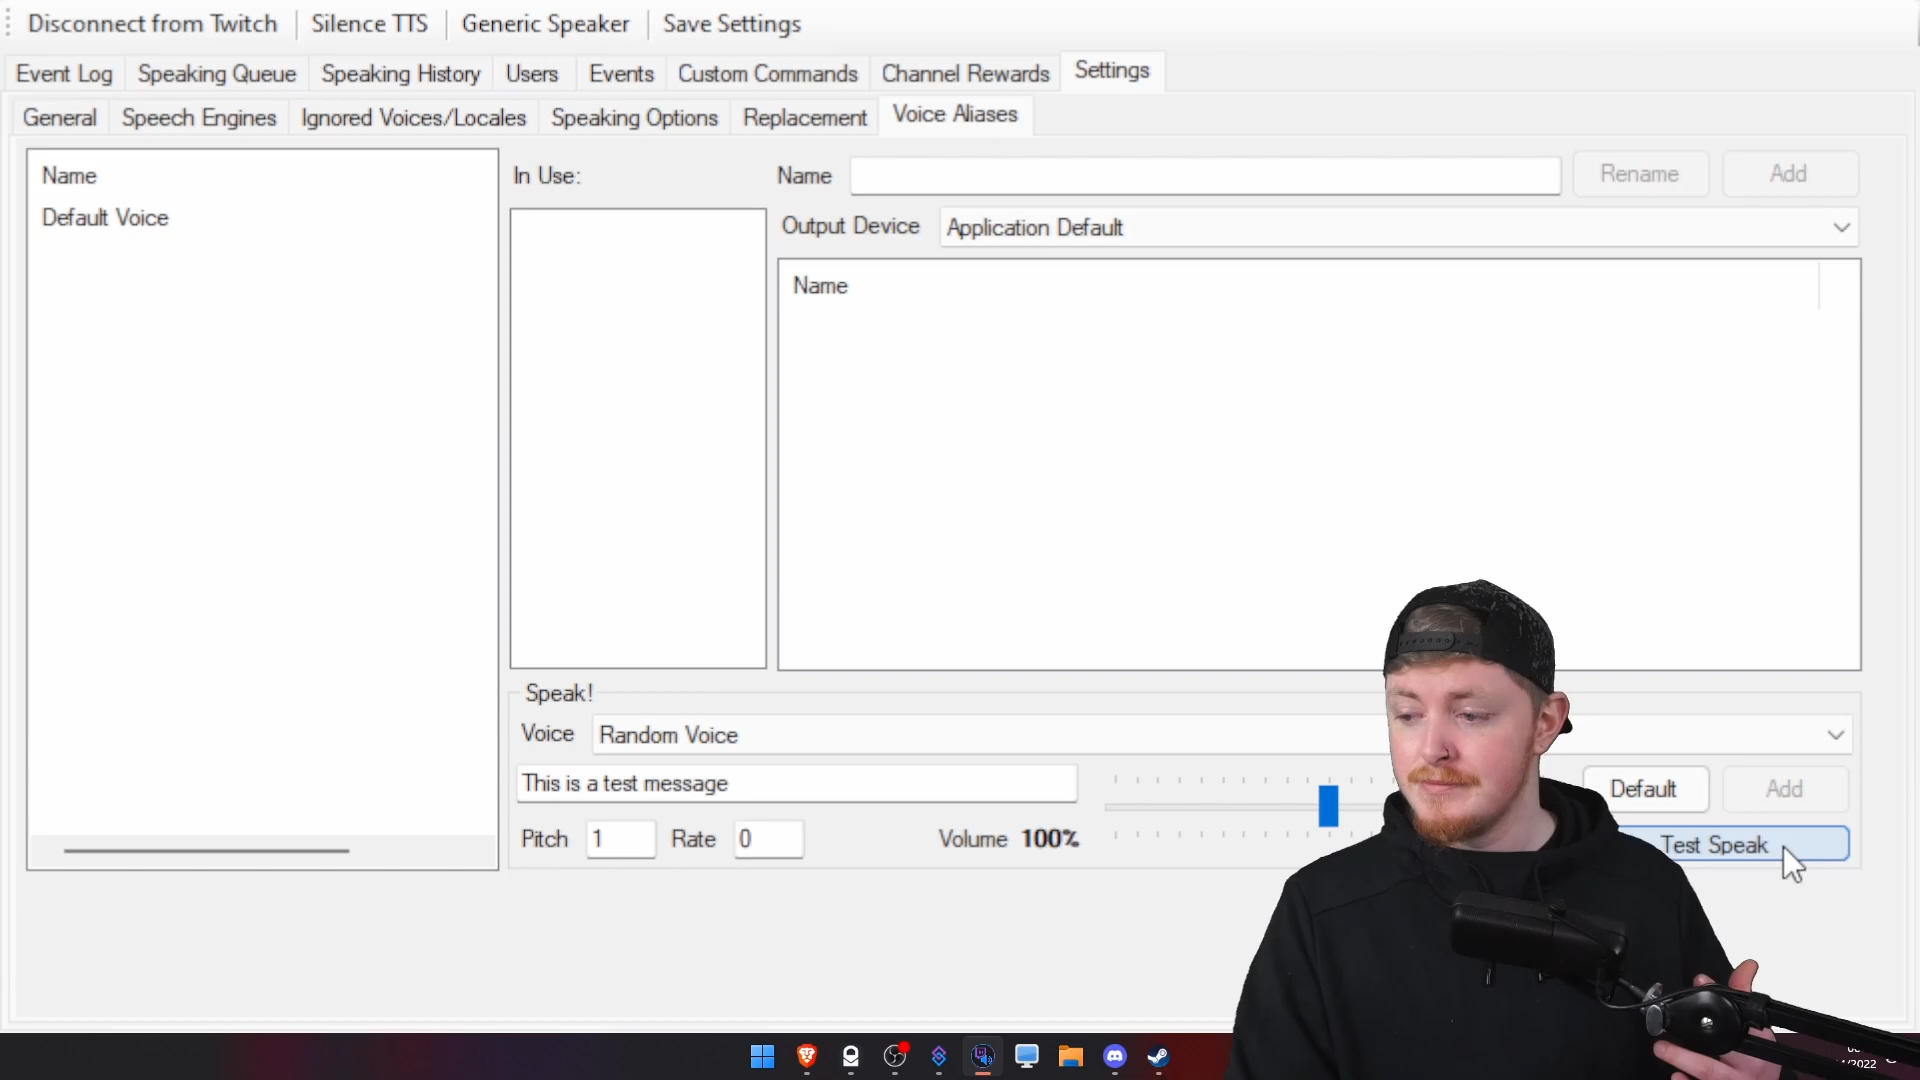 Disconnect from Twitch Silence TTS Generic Speaker Save Settings
Event Log Speaking Queue Speaking History Users Events Custom Commands Channel Rewards Settings
General Speech Engines Ignored Voices/Locales Speaking Options Replacement Voice Aliases
Name
Default Voice
In Use:
Name Rename Add
Output Device Application Default
Name
Speak!
Voice Random Voice
This is a test message
Default Add
Pitch 1 Rate 0 Volume 100%
Test Speak
/2022